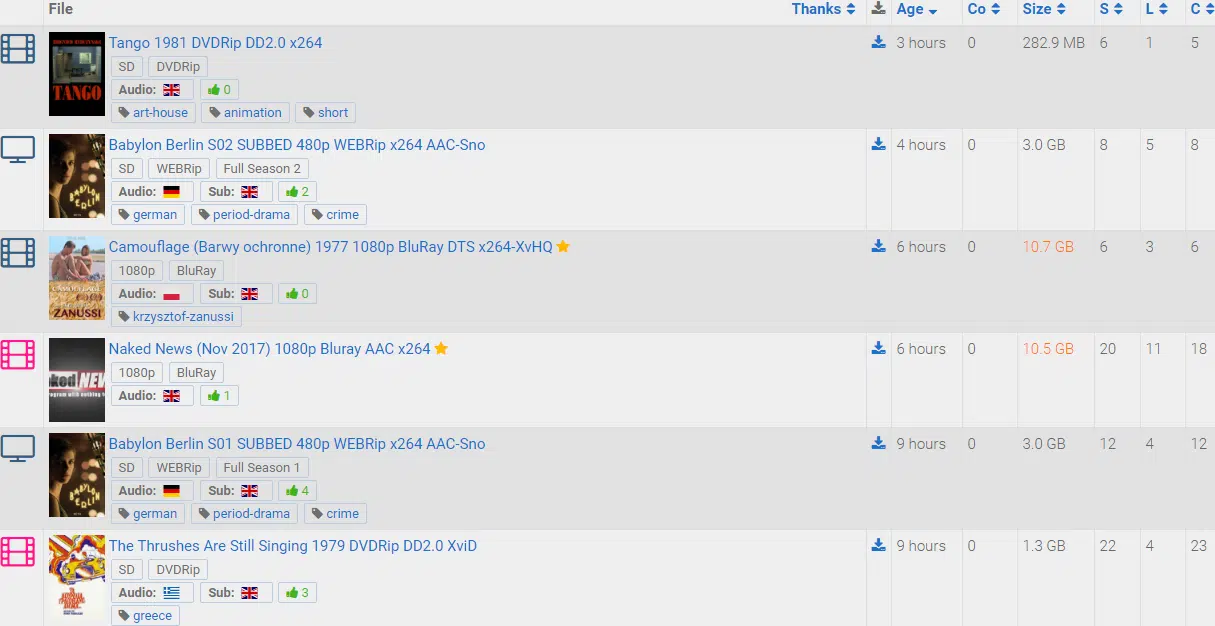 File Thanks Age Co Size S L C
Tango 1981 DVDRip DD2.0 x264 3 hours 0 282.9 MB 6 1 5
SD DVDRip
Audio: 0
TANGO
art-house animation short
Babylon Berlin S02 SUBBED 480p WEBRip x264 AAC-Sno 4 hours 0 3.0 GB 8 5 8
SD WEBRip Full Season 2
Audio: Sub: 2
BABYLON BERLIN
german period-drama crime
Camouflage (Barwy ochronne) 1977 1080p BluRay DTS x264-XvHQ 6 hours 0 10.7 GB 6 3 6
1080p BluRay
Audio: Sub: 0
ZANUSSI
krzysztof-zanussi
Naked News (Nov 2017) 1080p Bluray AAC x264 6 hours 0 10.5 GB 20 11 18
1080p BluRay
Audio: 1
Babylon Berlin S01 SUBBED 480p WEBRip x264 AAC-Sno 9 hours 0 3.0 GB 12 4 12
SD WEBRip Full Season 1
Audio: Sub: 4
BABYLON BERLIN
german period-drama crime
The Thrushes Are Still Singing 1979 DVDRip DD2.0 XviD 9 hours 0 1.3 GB 22 4 23
SD DVDRip
Audio: Sub: 3
greece